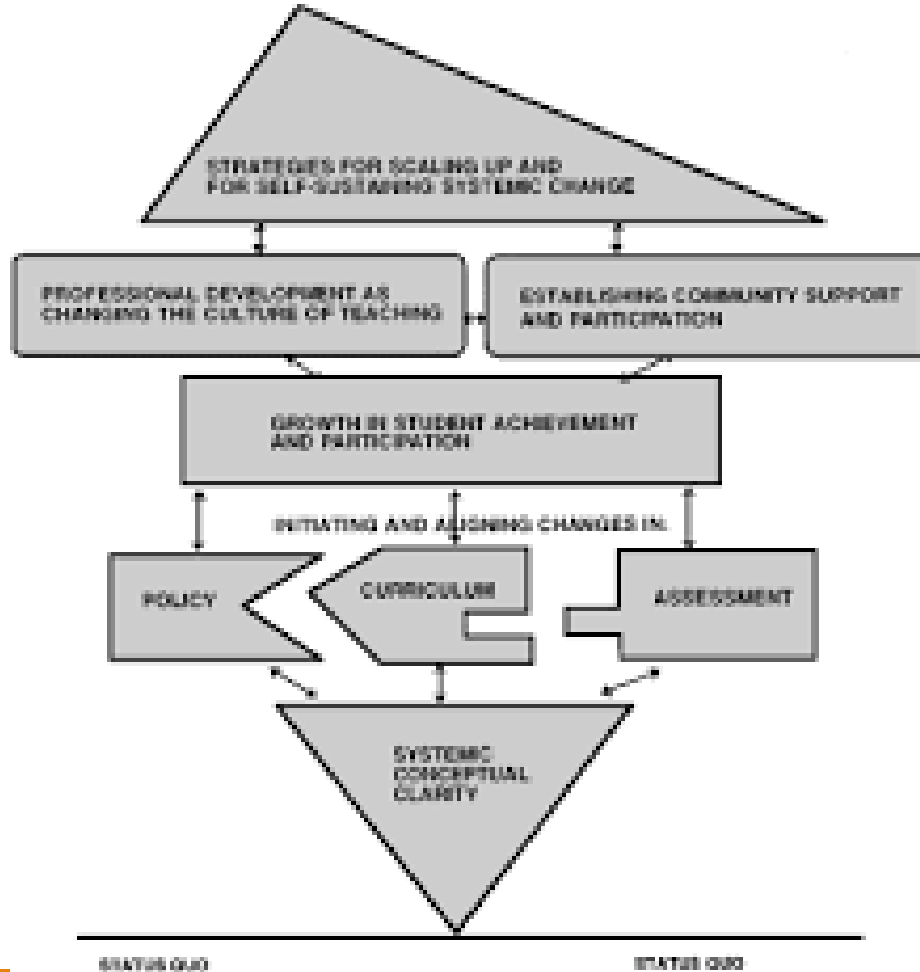 STRATEGIES FOR SCALING UP AND
FOR SELF-SUSTAINING SYSTEMIC CHANGE
PROFESSIONAL DEVELOPMENT AS
CHANGING THE CULTURE OF TEACHING
ESTABLISHING COMMUNITY SUPPORT
AND PARTICIPATION
GROWTH IN STUDENT ACHIEVEMENT
AND PARTICIPATION
INITIATING AND ALIGNING CHANGES IN:
POLICY
CURRICULUM
ASSESSMENT
SYSTEMIC
CONCEPTUAL
CLARITY
STATUS QUO
STATUS QUO